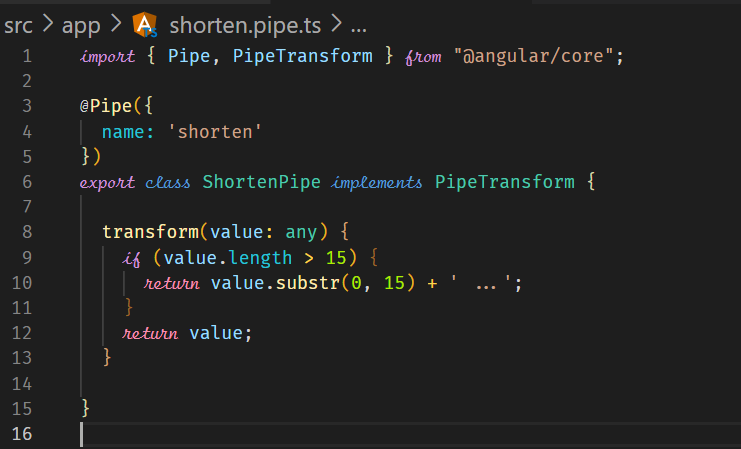 src > app > shorten.pipe.ts > ...
1 import { Pipe, PipeTransform } from "@angular/core";
2
3 @Pipe({
4   name: 'shorten'
5 })
6 export class ShortenPipe implements PipeTransform {
7
8   transform(value: any) {
9     if (value.length > 15) {
10       return value.substr(0, 15) + ' ...';
11     }
12     return value;
13   }
14
15 }
16